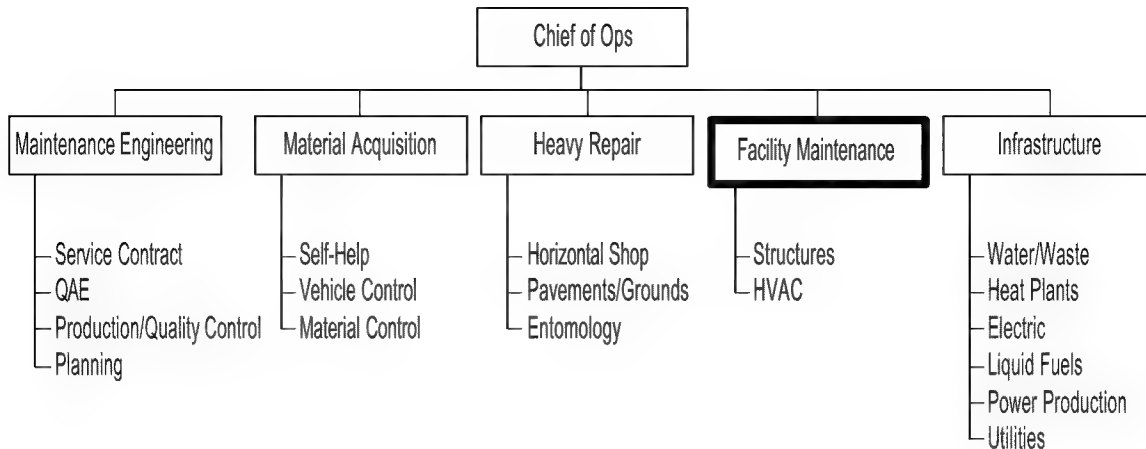 Chief of Ops
Maintenance Engineering
Material Acquisition
Heavy Repair
Facility Maintenance
Infrastructure
Service Contract
QAE
Production/Quality Control
Planning
Self-Help
Vehicle Control
Material Control
Horizontal Shop
Pavements/Grounds
Entomology
Structures
HVAC
Water/Waste
Heat Plants
Electric
Liquid Fuels
Power Production
Utilities